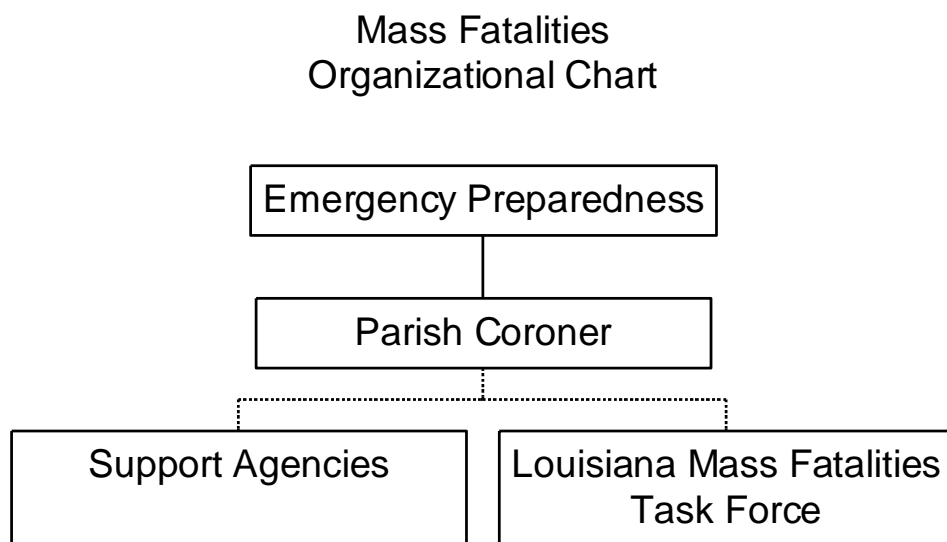 Mass Fatalities
Organizational Chart
Emergency Preparedness
Parish Coroner
Support Agencies
Louisiana Mass Fatalities
Task Force